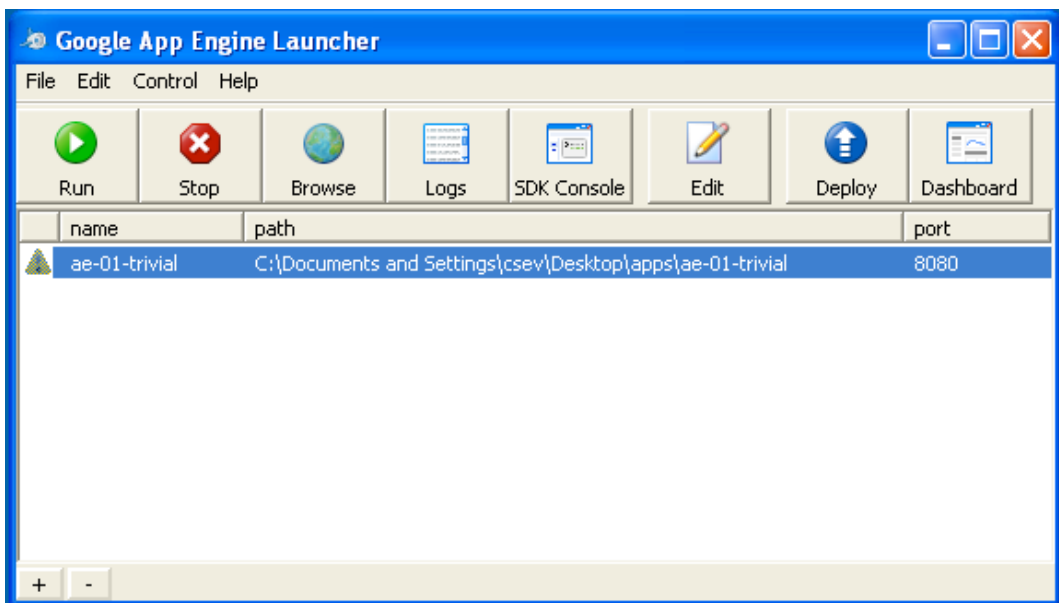 Google App Engine Launcher
File Edit Control Help
Run Stop Browse Logs SDK Console Edit Deploy Dashboard
name path port
ae-01-trivial C:\Documents and Settings\csev\Desktop\apps\ae-01-trivial 8080
+ -